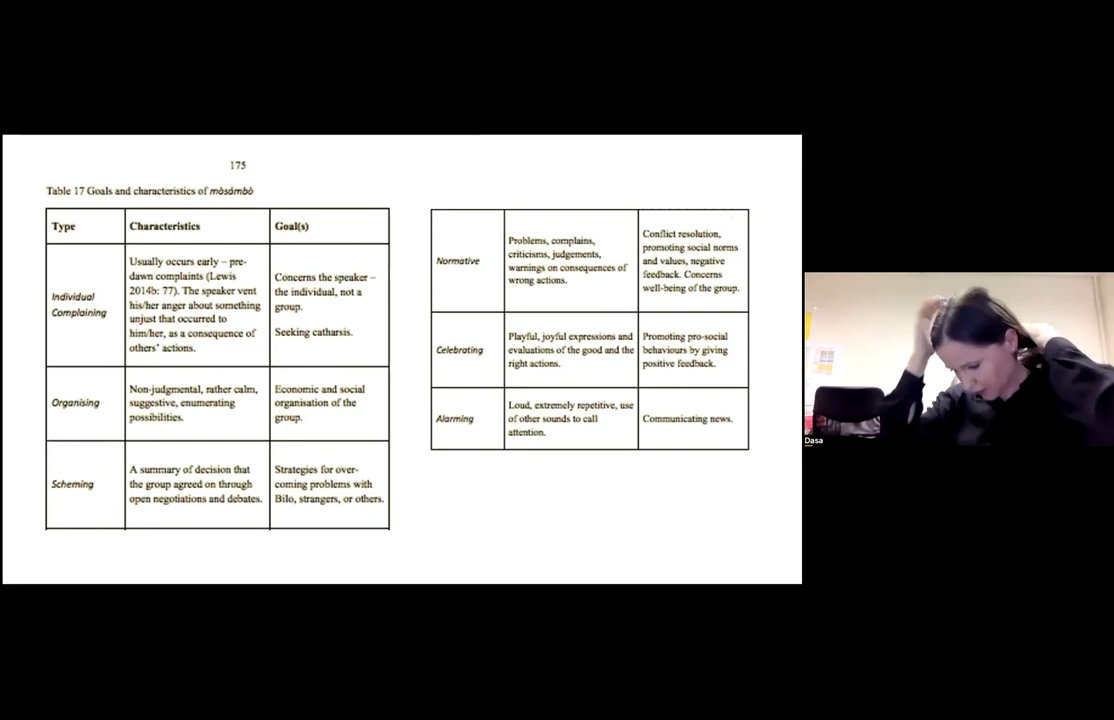 175
Table 17 Goals and characteristics of mòsámbò
Type
Characteristics
Goal(s)
Individual
Complaining
Usually occurs early – pre-
dawn complaints (Lewis
2014b: 77). The speaker vent
his/her anger about something
unjust that occurred to
him/her, as a consequence of
others' actions.
Concerns the speaker –
the individual, not a
group.
Seeking catharsis.
Organising
Non-judgmental, rather calm,
suggestive, enumerating
possibilities.
Economic and social
organisation of the
group.
Scheming
A summary of decision that
the group agreed on through
open negotiations and debates.
Strategies for over-
coming problems with
Bilo, strangers, or others.
Normative
Problems, complains,
criticisms, judgements,
warnings on consequences of
wrong actions.
Conflict resolution,
promoting social norms
and values, negative
feedback. Concerns
well-being of the group.
Celebrating
Playful, joyful expressions and
evaluations of the good and the
right actions.
Promoting pro-social
behaviours by giving
positive feedback.
Alarming
Loud, extremely repetitive, use
of other sounds to call
attention.
Communicating news.
Dasa